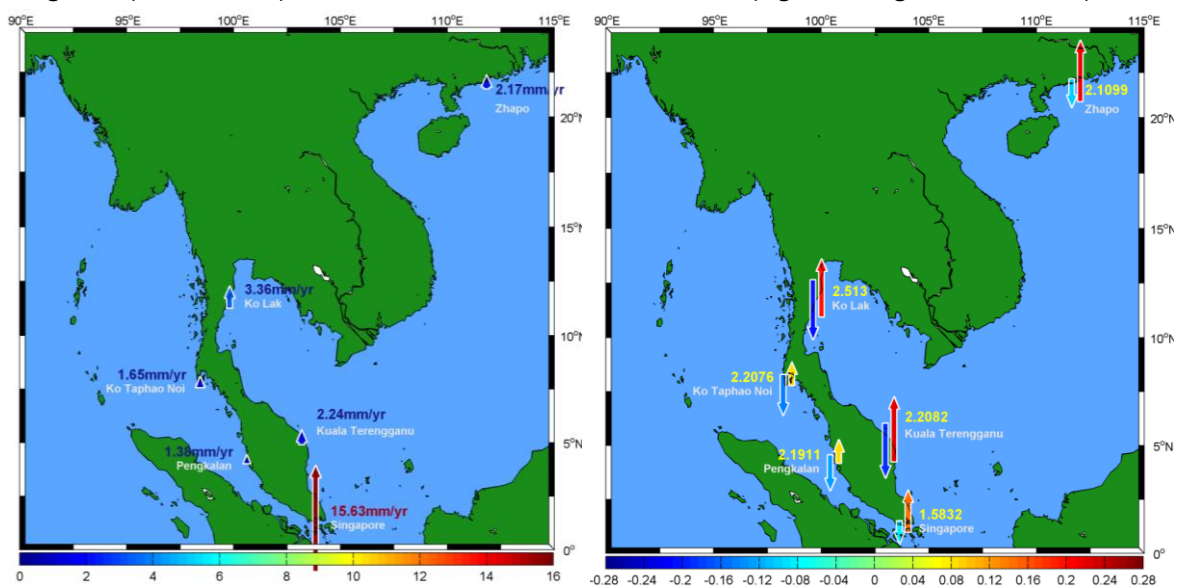 90°E 95°E 100°E 105°E 110°E 115°E
20°N
15°N
10°N
5°N
0°
2.17mm/yr
Zhapo
3.36mm/yr
Ko Lak
1.65mm/yr
Ko Taphao Noi
2.24mm/yr
Kuala Terengganu
1.38mm/yr
Pengkalan
15.63mm/yr
Singapore
0 2 4 6 8 10 12 14 16
90°E 95°E 100°E 105°E 110°E 115°E
20°N
15°N
10°N
5°N
0°
2.1099
Zhapo
2.513
Ko Lak
2.2076
Ko Taphao Noi
2.2082
Kuala Terengganu
2.1911
Pengkalan
1.5832
Singapore
-0.28 -0.24 -0.2 -0.16 -0.12 -0.08 -0.04 0 0.04 0.08 0.12 0.16 0.20 0.24 0.28